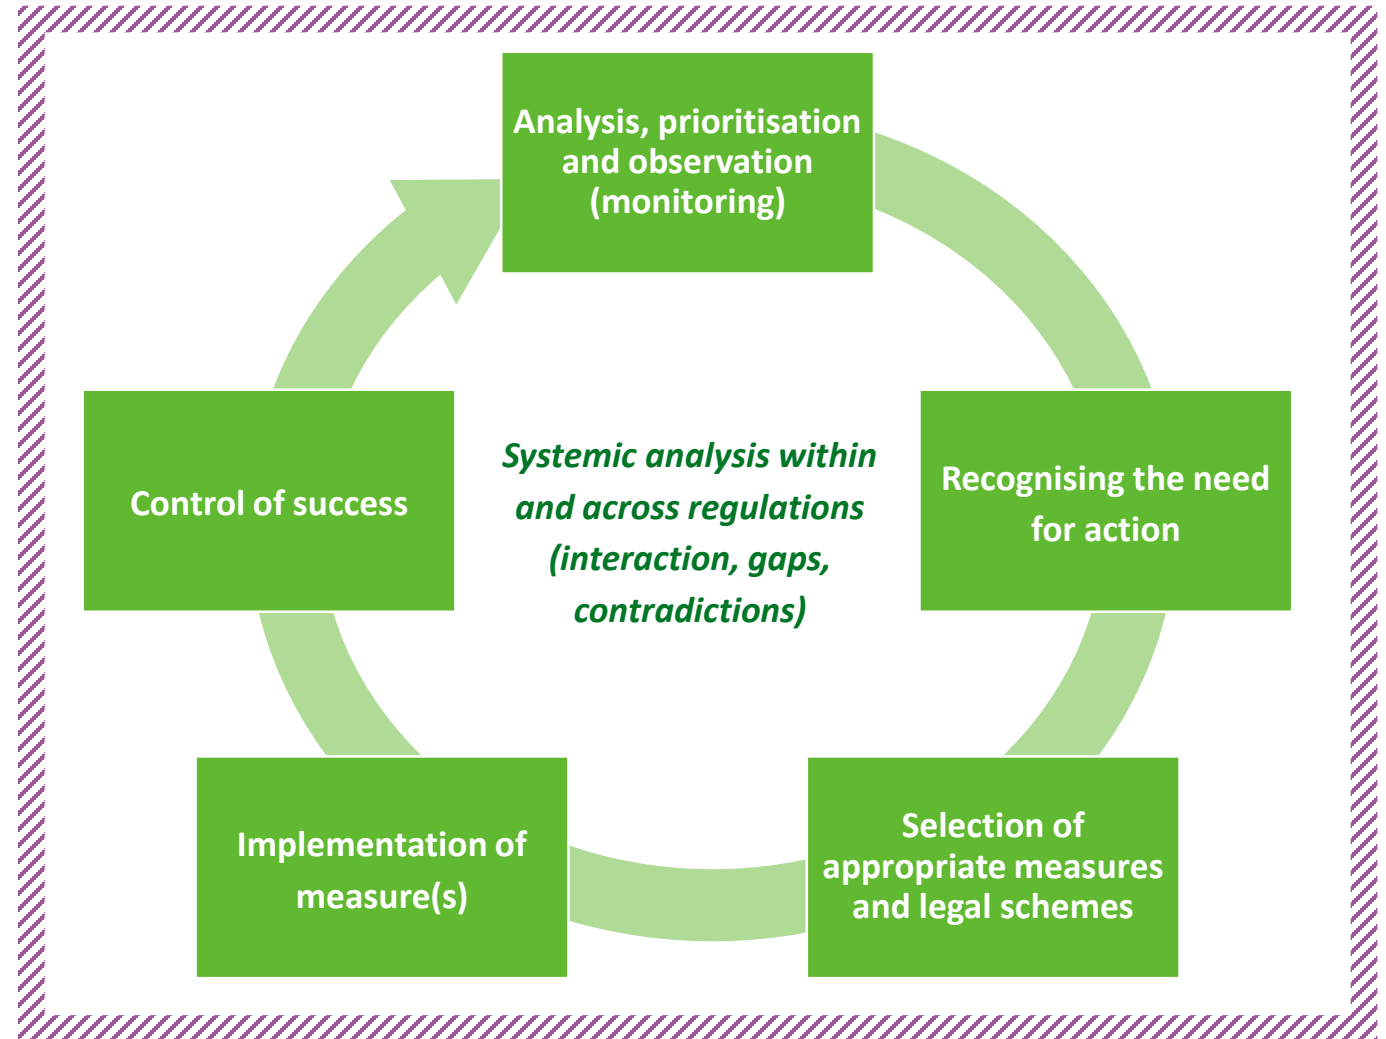 Analysis, prioritisation
and observation
(monitoring)
Recognising the need
for action
Selection of
appropriate measures
and legal schemes
Implementation of
measure(s)
Control of success
Systemic analysis within
and across regulations
(interaction, gaps,
contradictions)